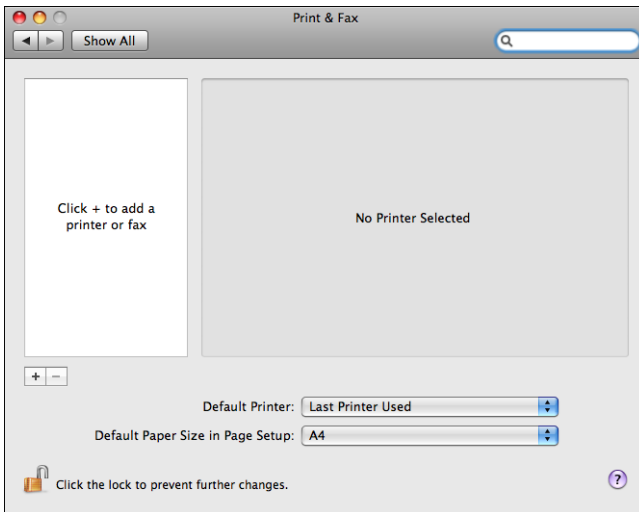 Print & Fax
Show All
Click + to add a
printer or fax
No Printer Selected
+ −
Default Printer: Last Printer Used
Default Paper Size in Page Setup: A4
Click the lock to prevent further changes.
?